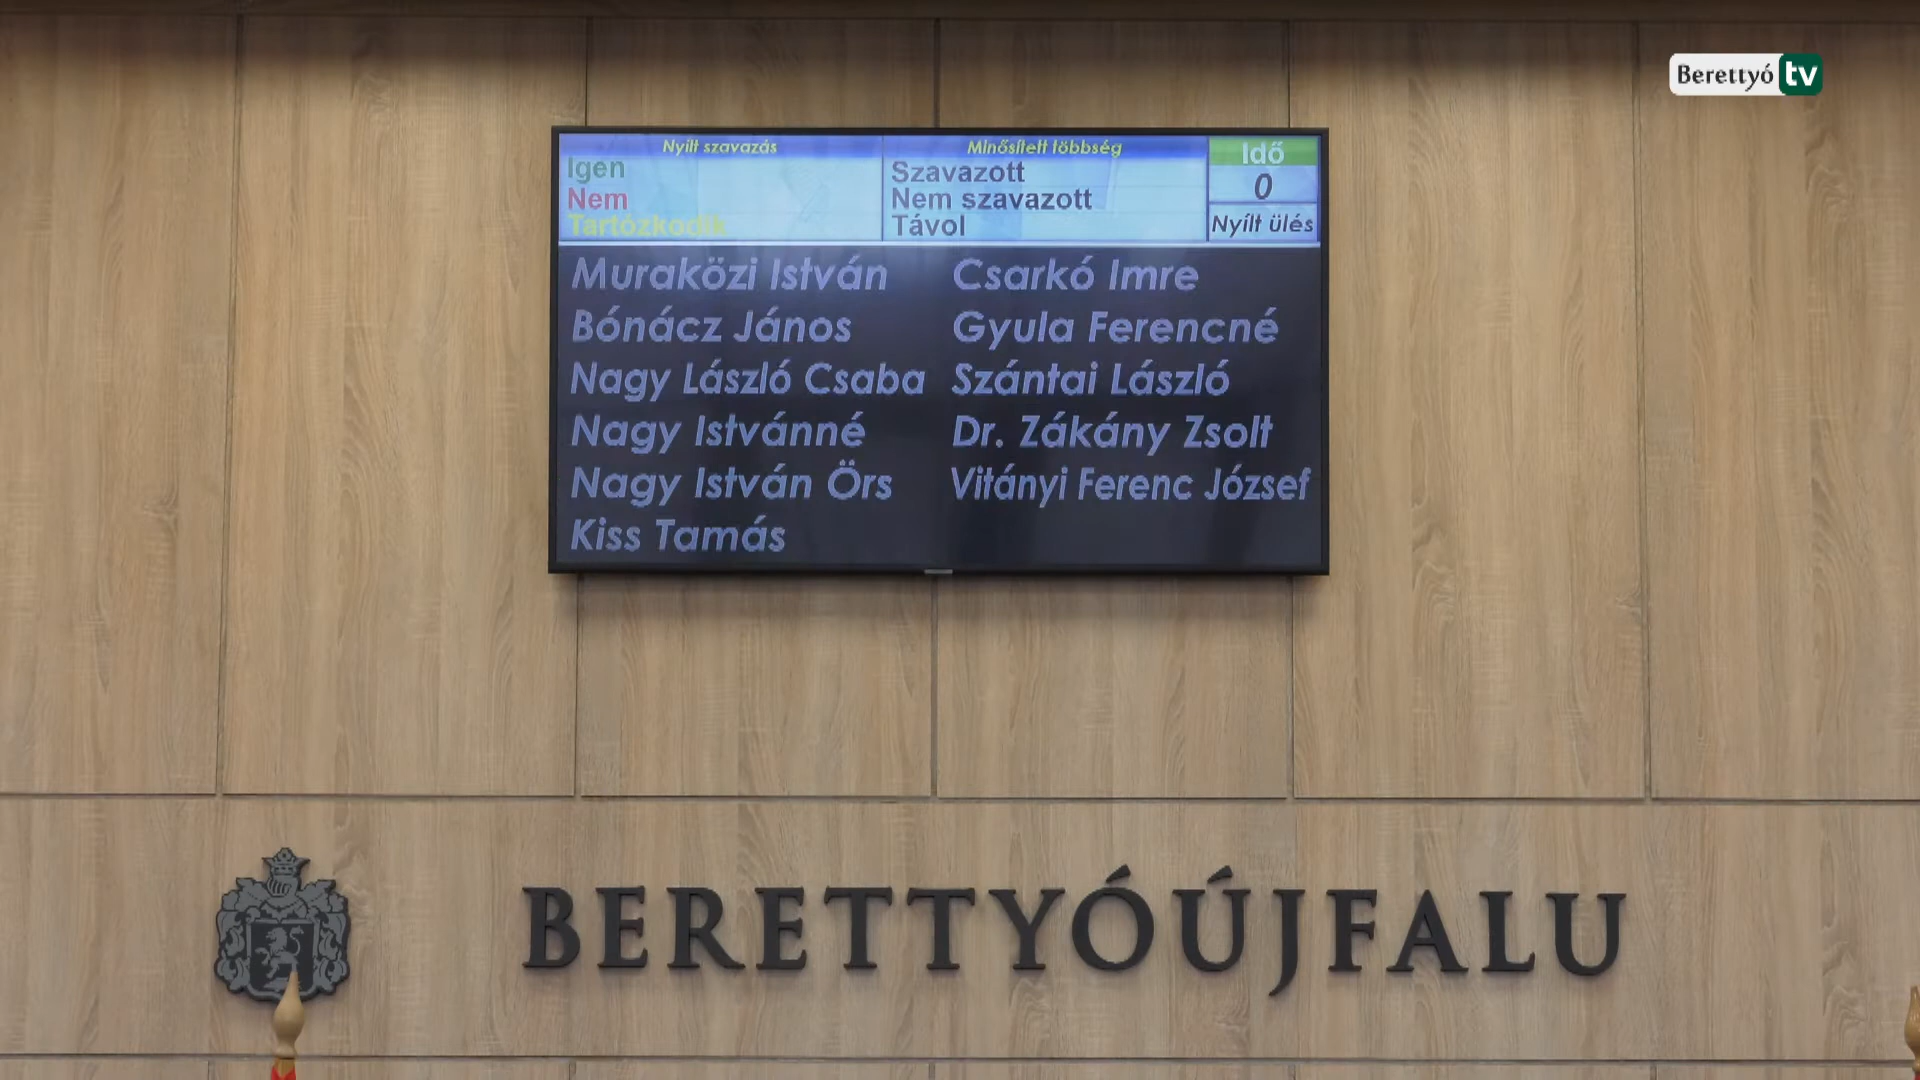 Berettyó tv
Nyílt szavazás
Igen
Nem
Tartózkodik
Minősített többség
Szavazott
Nem szavazott
Távol
Idő
0
Nyílt ülés
Muraközi István
Bónácz János
Nagy László Csaba
Nagy Istvánné
Nagy István Örs
Kiss Tamás
Csarkó Imre
Gyula Ferencné
Szántai László
Dr. Zákány Zsolt
Vitányi Ferenc József
BERETTYÓÚJFALU